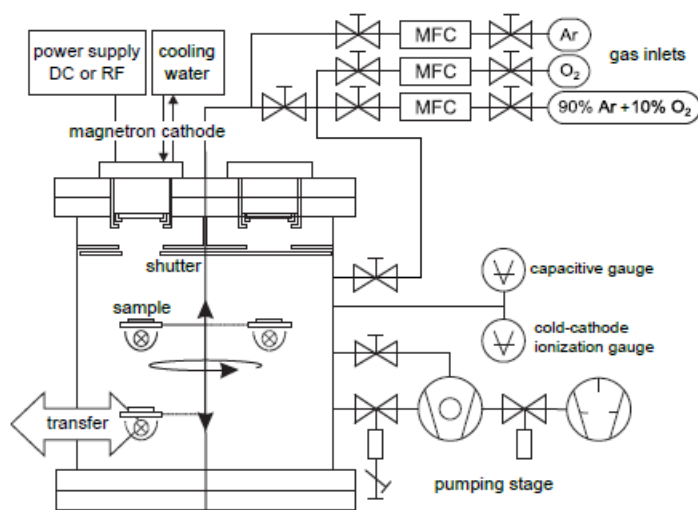 power supply
DC or RF
cooling
water
MFC
Ar
gas inlets
MFC
O₂
MFC
90% Ar +10% O₂
magnetron cathode
shutter
capacitive gauge
sample
cold-cathode
ionization gauge
transfer
pumping stage